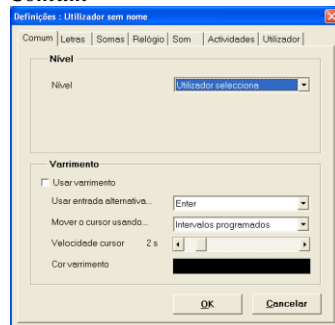 Definições : Utilizador sem nome
Comum Letras Somas Relógio Som Actividades Utilizador
Nível
Nível Utilizador selecciona
Varrimento
Usar varrimento
Usar entrada alternativa... Enter
Mover o cursor usando... Intervalos programados
Velocidade cursor 2 s
Cor varrimento
OK Cancelar